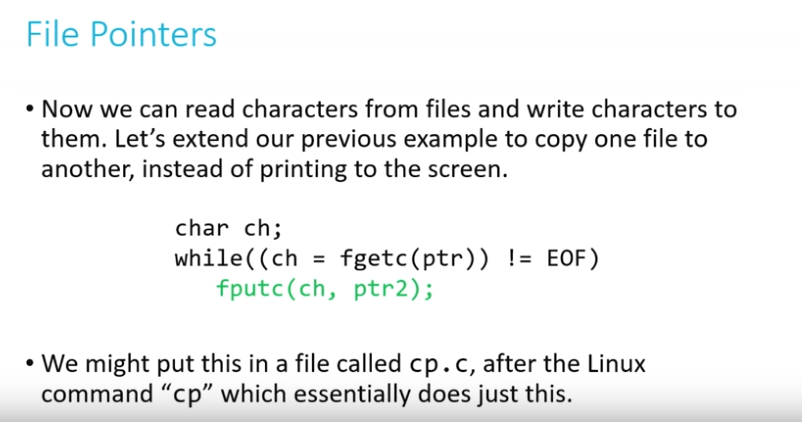 File Pointers
• Now we can read characters from files and write characters to
them. Let’s extend our previous example to copy one file to
another, instead of printing to the screen.
char ch;
while((ch = fgetc(ptr)) != EOF)
fputc(ch, ptr2);
• We might put this in a file called cp.c, after the Linux
command “cp” which essentially does just this.